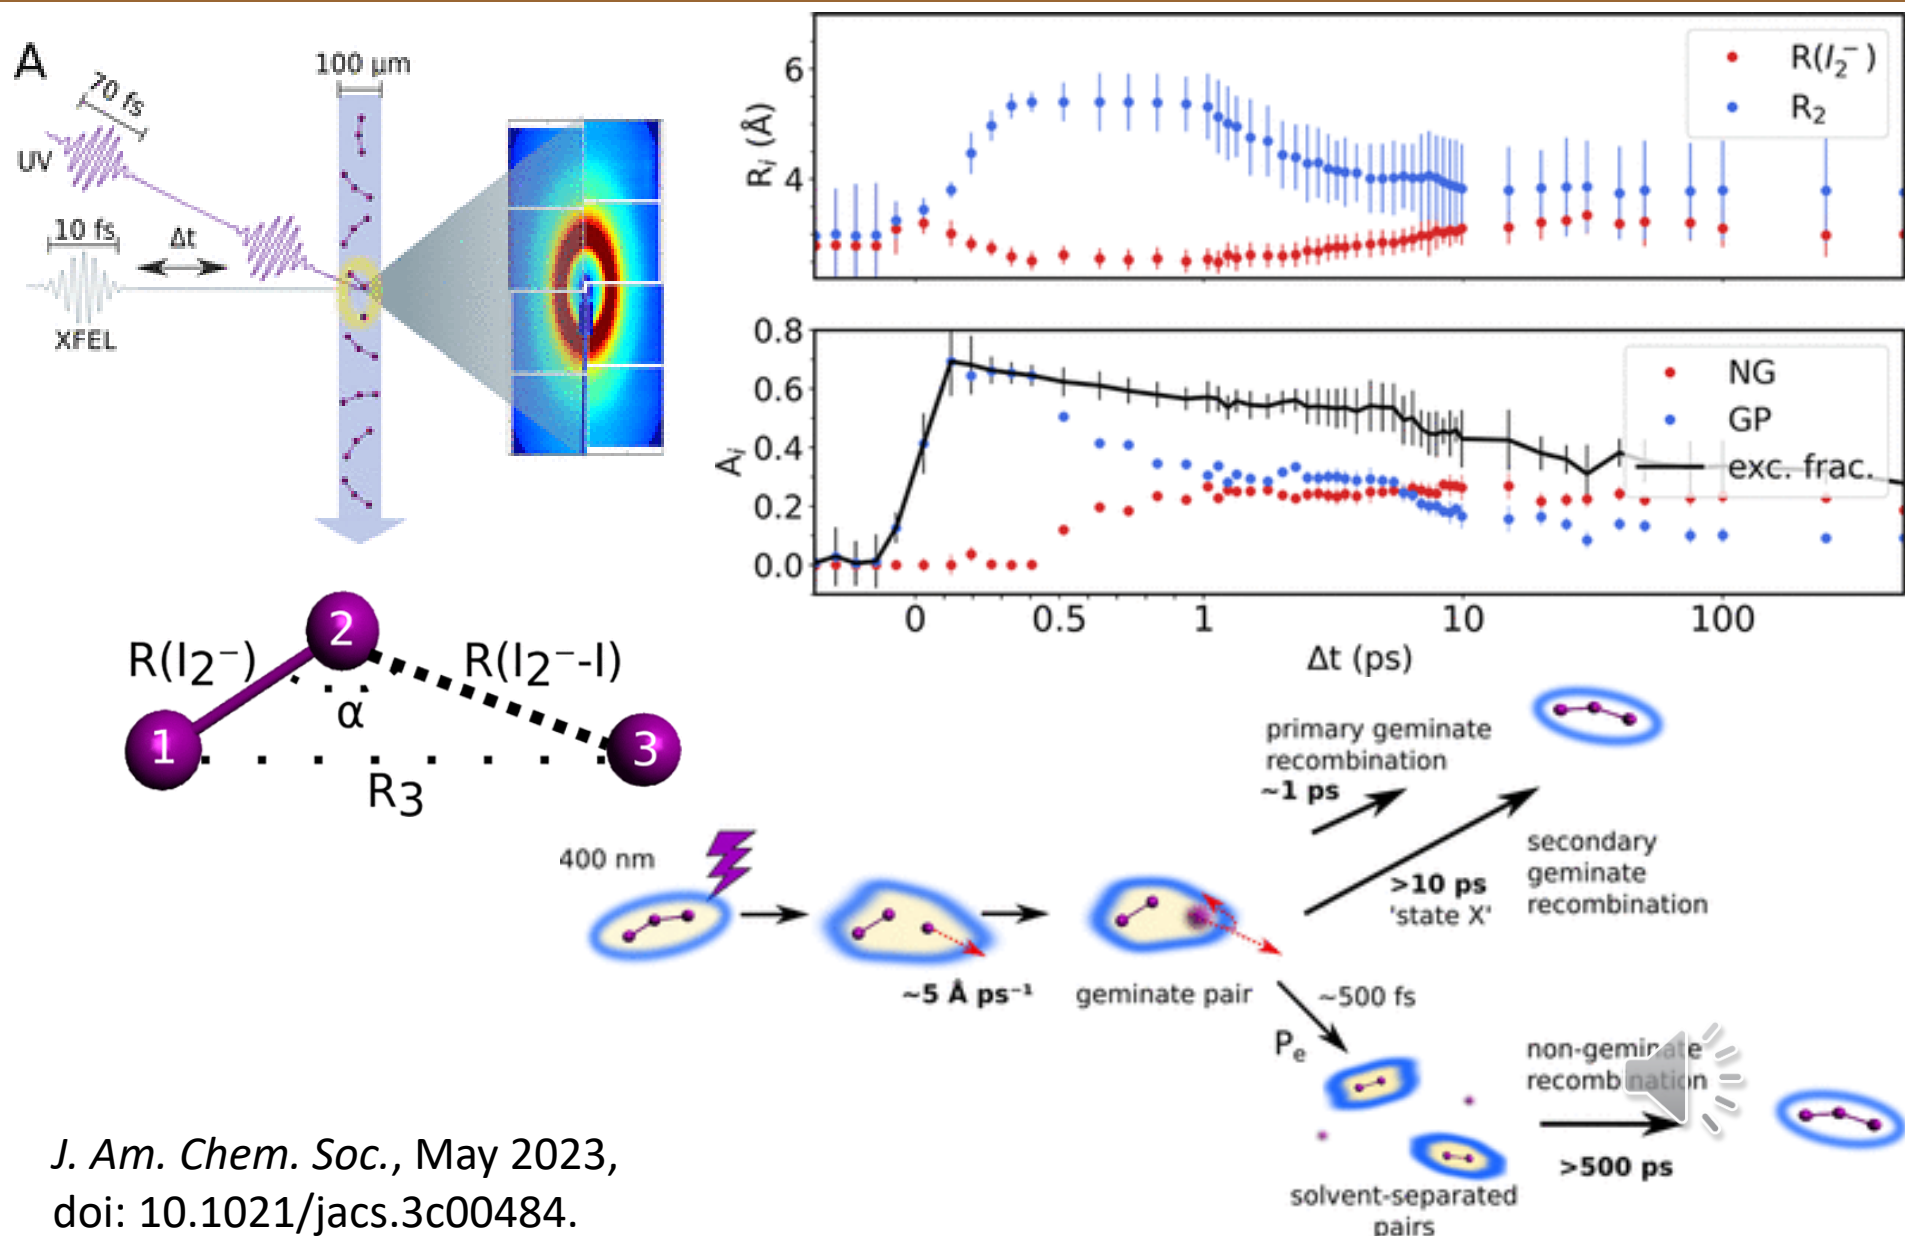 A
70 fs
UV
100 μm
10 fs
Δt
XFEL
R(I₂⁻)
R(I₂⁻-I)
α
R₃
1
2
3
6
4
Rᵢ (Å)
R(I₂⁻)
R₂
0.8
0.6
0.4
0.2
0.0
Aᵢ
NG
GP
exc. frac.
0
0.5
1
10
100
Δt (ps)
400 nm
~5 Å ps⁻¹
geminate pair
primary geminate
recombination
~1 ps
>10 ps
'state X'
secondary
geminate
recombination
~500 fs
Pₑ
solvent-separated
pairs
non-geminate
recombination
>500 ps
J. Am. Chem. Soc., May 2023,
doi: 10.1021/jacs.3c00484.